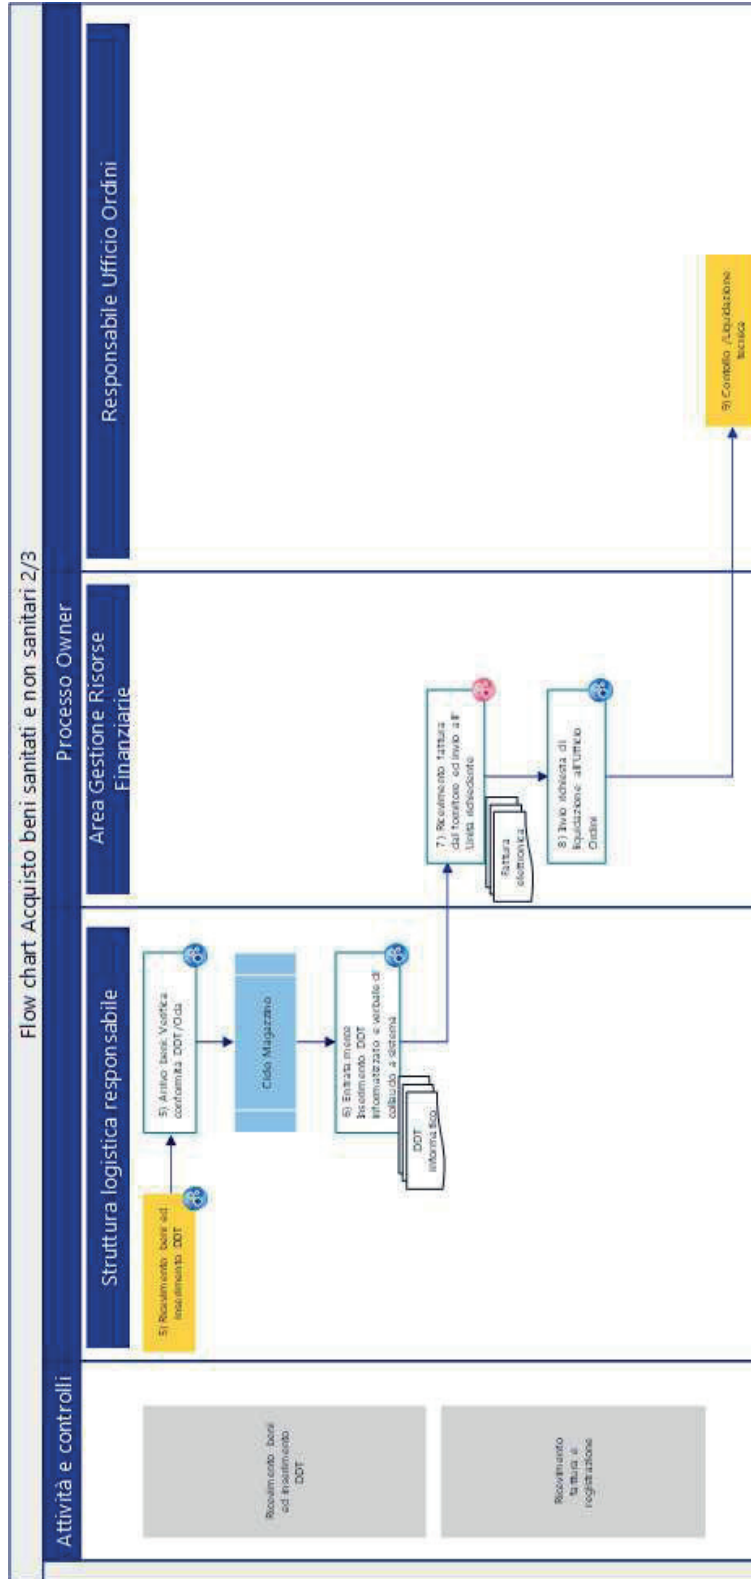 Flow chart Acquisto beni sanitati e non sanitari 2/3
Attività e controlli
Processo Owner
Struttura logistica responsabile
Area Gestione Risorse
Finanziarie
Responsabile Ufficio Ordini
Ricevimento beni
ed inserimento
DDT
5) Ricevimento beni ed
inserimento DDT
5) Arrivo beni: Verifica
conformità DDT/Oda
Ciclo Magazzino
6) Entrata merce
Inserimento DDT
informatizzato e verbale di
collaudo a sistema
DDT
informatico
Ricevimento
fattura e
registrazione
7) Ricevimento fattura
dal fornitore ed invio all'
Unità richiedente
Fattura
elettronica
8) Invio richiesta di
liquidazione all'Ufficio
Ordini
9) Controllo /Liquidazione
tecnica